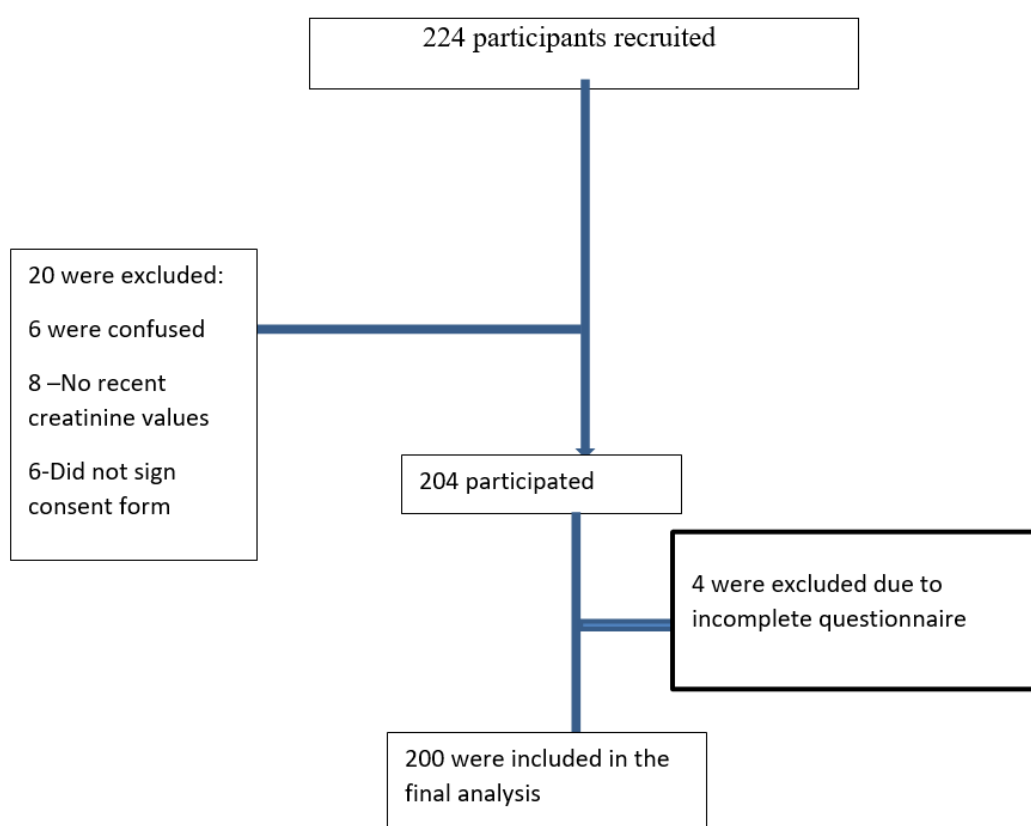 224 participants recruited
20 were excluded:
6 were confused
8 –No recent
creatinine values
6-Did not sign
consent form
204 participated
4 were excluded due to
incomplete questionnaire
200 were included in the
final analysis